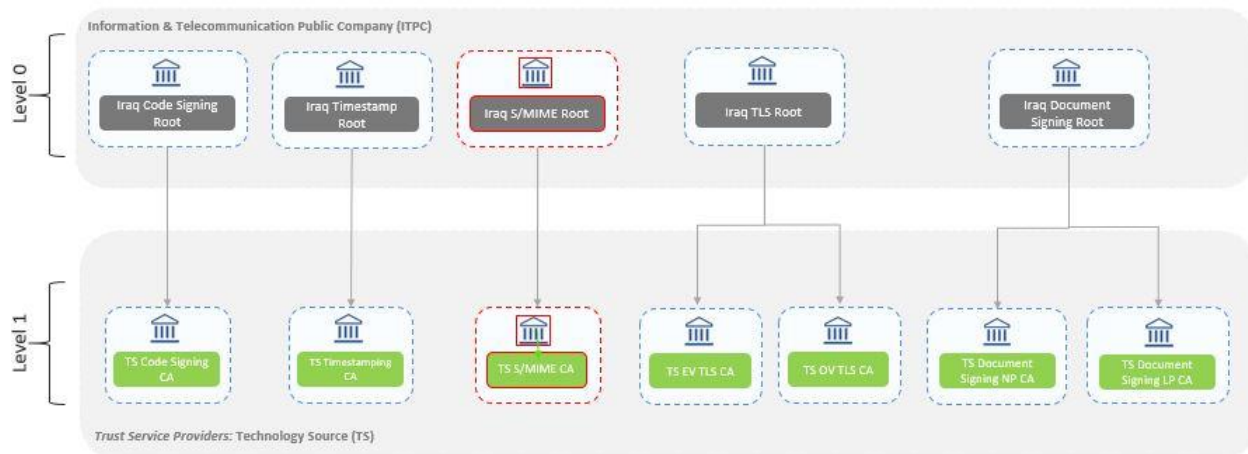 Information & Telecommunication Public Company (ITPC)
Level 0
Iraq Code Signing
Root
Iraq Timestamp
Root
Iraq S/MIME Root
Iraq TLS Root
Iraq Document
Signing Root
Level 1
TS Code Signing
CA
TS Timestamping
CA
TS S/MIME CA
TS EV TLS CA
TS OV TLS CA
TS Document
Signing NP CA
TS Document
Signing LP CA
Trust Service Providers: Technology Source (TS)